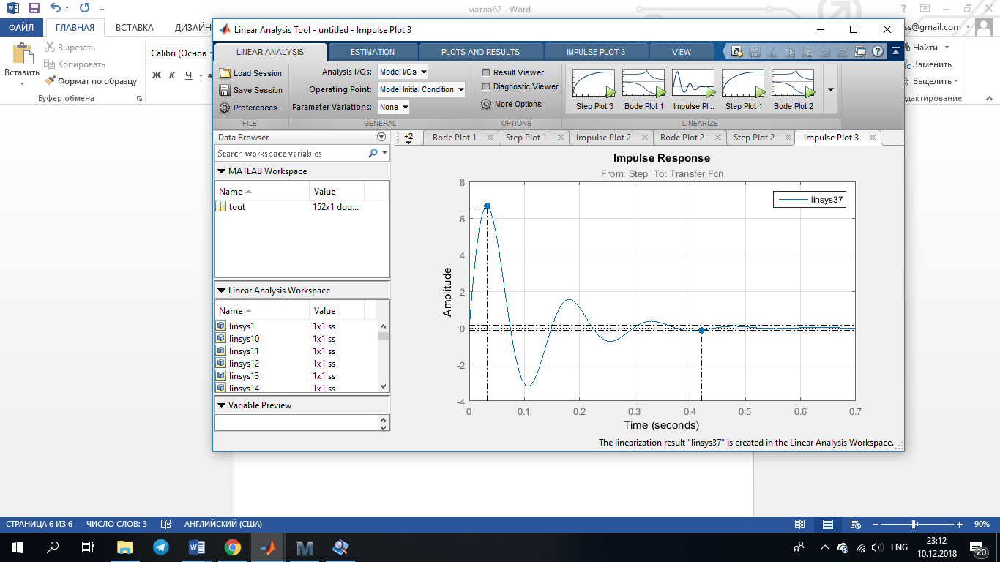 матлаб2 - Word
ss@gmail.com
ФАЙЛ ГЛАВНАЯ ВСТАВКА ДИЗАЙН
Вставить
Вырезать
Копировать
Формат по образцу
Буфер обмена
Calibri (Основ
Ж К Ч
Найти
Заменить
Выделить
едактирование
Linear Analysis Tool - untitled - Impulse Plot 3
LINEAR ANALYSIS ESTIMATION PLOTS AND RESULTS IMPULSE PLOT 3 VIEW
Load Session
Save Session
Preferences
FILE
Analysis I/Os: Model I/Os
Operating Point: Model Initial Condition
Parameter Variations: None
GENERAL
Result Viewer
Diagnostic Viewer
More Options
OPTIONS
Step Plot 3 Bode Plot 1 Impulse Pl... Step Plot 1 Bode Plot 2
LINEARIZE
Data Browser
Search workspace variables
MATLAB Workspace
Name Value
tout 152x1 dou...
Linear Analysis Workspace
Name Value
linsys1 1x1 ss
linsys10 1x1 ss
linsys11 1x1 ss
linsys12 1x1 ss
linsys13 1x1 ss
linsys14 1x1 ss
Variable Preview
+2 Bode Plot 1 Step Plot 1 Impulse Plot 2 Bode Plot 2 Step Plot 2 Impulse Plot 3
Impulse Response
From: Step To: Transfer Fcn
linsys37
Amplitude
8
6
4
2
0
-2
-4
0 0.1 0.2 0.3 0.4 0.5 0.6 0.7
Time (seconds)
The linearization result "linsys37" is created in the Linear Analysis Workspace.
СТРАНИЦА 6 ИЗ 6 ЧИСЛО СЛОВ: 3 АНГЛИЙСКИЙ (США) 90%
ENG
23:12
10.12.2018
20